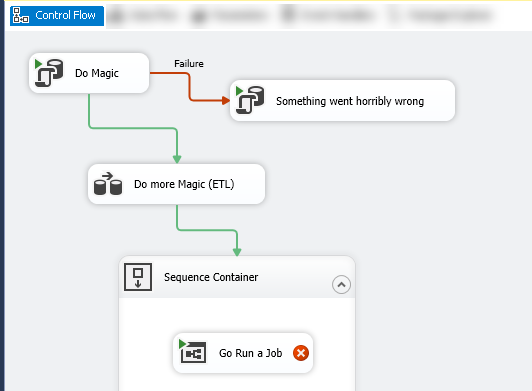 Control Flow
Do Magic
Failure
Something went horribly wrong
Do more Magic (ETL)
Sequence Container
Go Run a Job